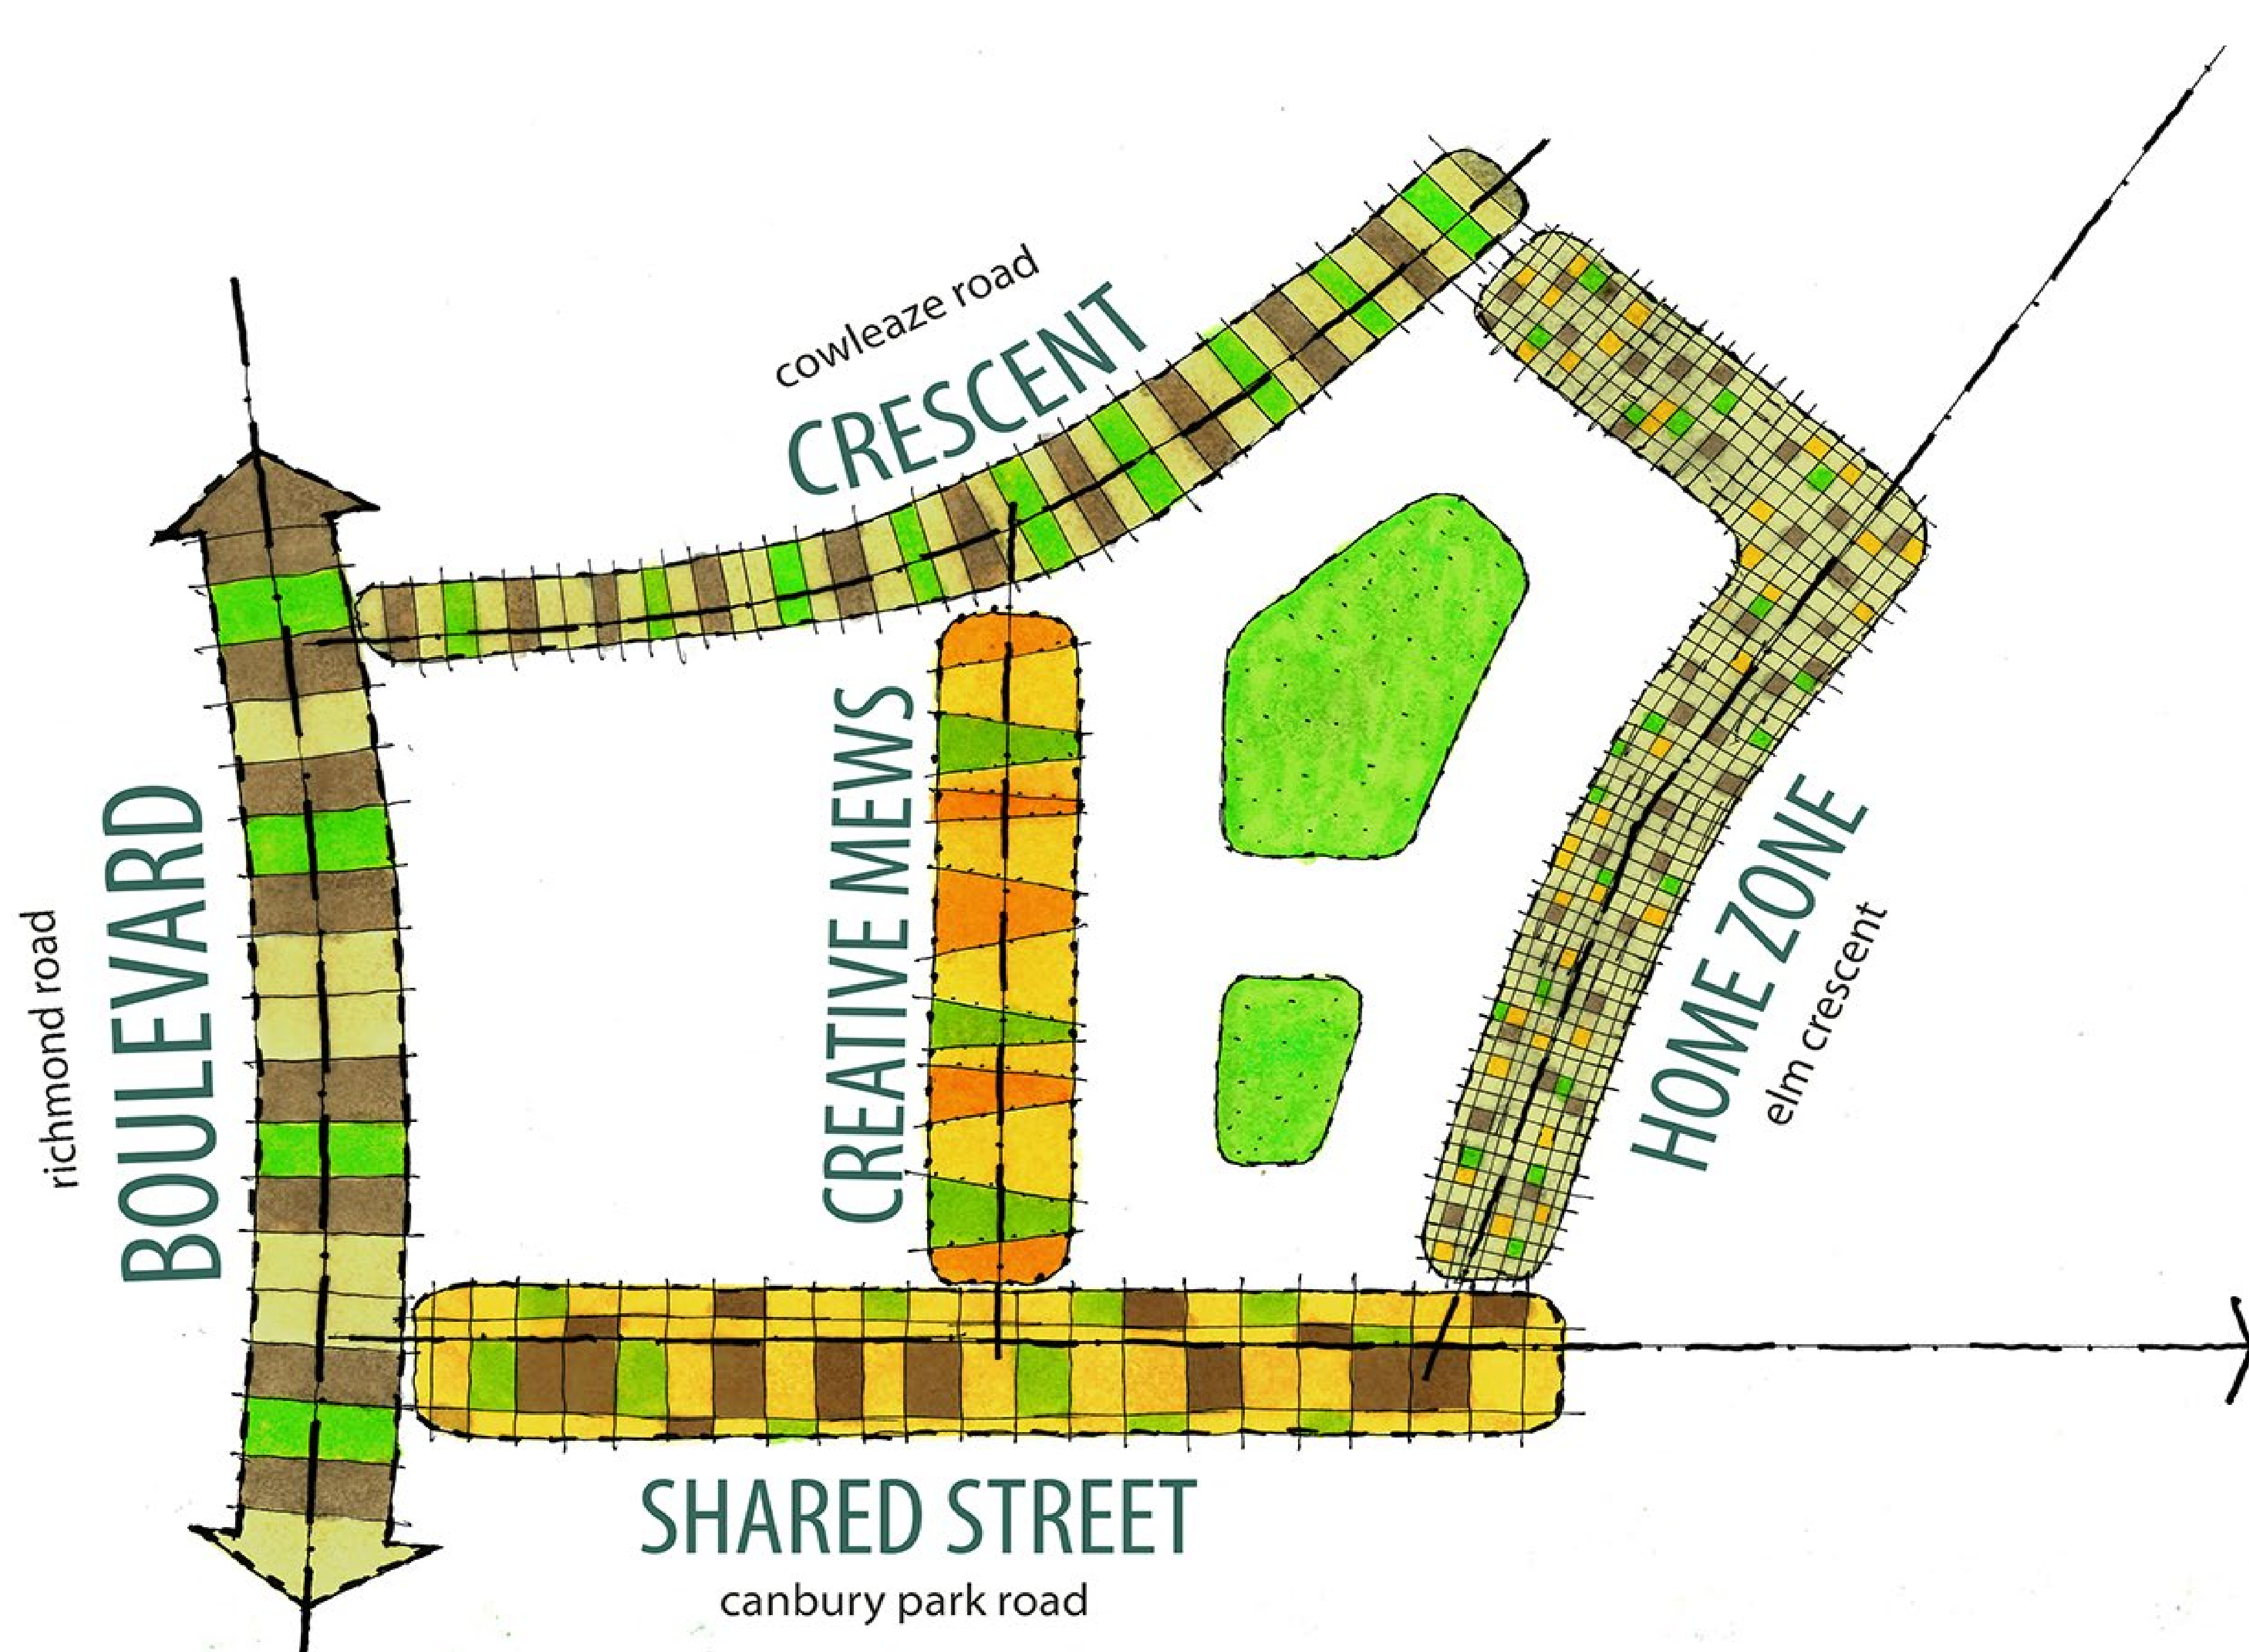 cowleaze road
CRESCENT
richmond road
BOULEVARD
CREATIVE MEWS
HOME ZONE
elm crescent
SHARED STREET
canbury park road